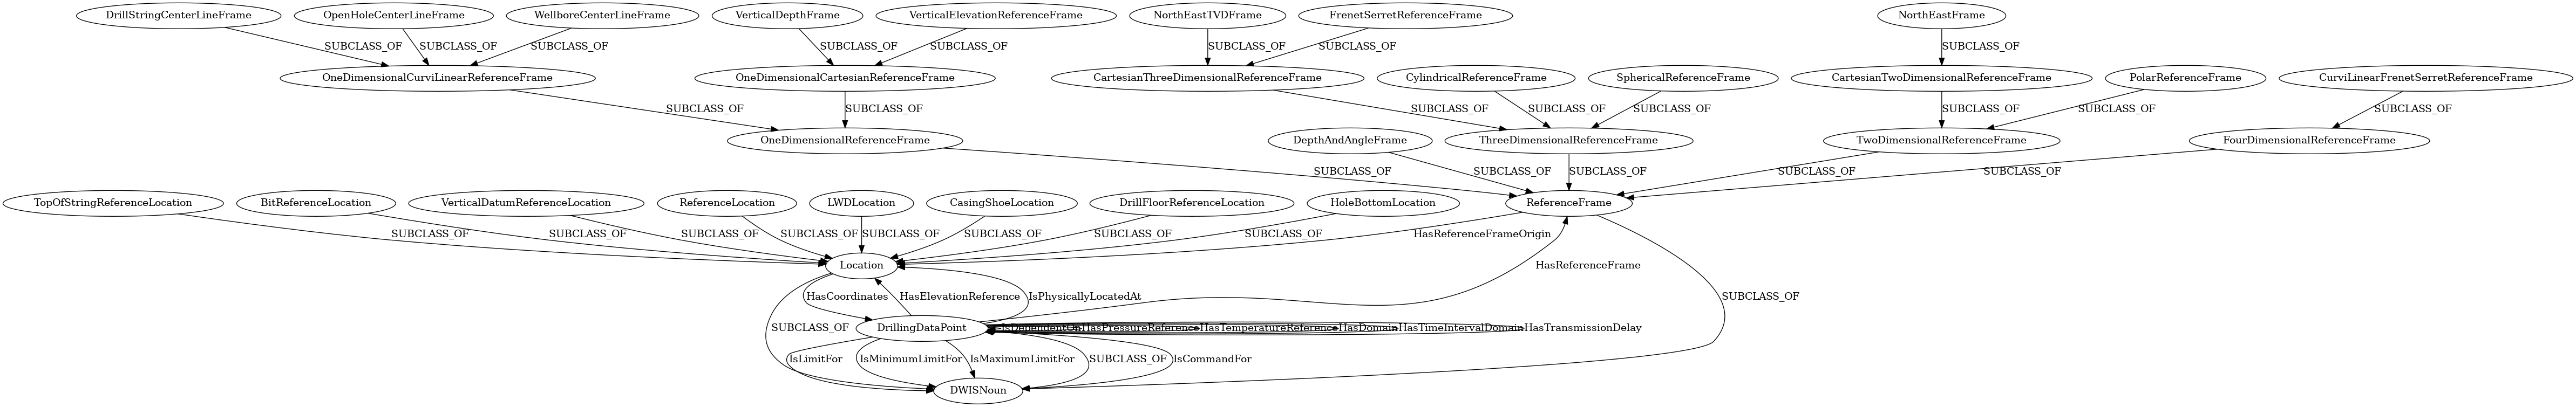 DrillStringCenterLineFrame
OpenHoleCenterLineFrame
WellboreCenterLineFrame
VerticalDepthFrame
VerticalElevationReferenceFrame
NorthEastTVDFrame
FrenetSerretReferenceFrame
NorthEastFrame
SUBCLASS_OF
SUBCLASS_OF
SUBCLASS_OF
SUBCLASS_OF
SUBCLASS_OF
SUBCLASS_OF
SUBCLASS_OF
SUBCLASS_OF
OneDimensionalCurviLinearReferenceFrame
OneDimensionalCartesianReferenceFrame
CartesianThreeDimensionalReferenceFrame
CylindricalReferenceFrame
SphericalReferenceFrame
CartesianTwoDimensionalReferenceFrame
PolarReferenceFrame
CurviLinearFrenetSerretReferenceFrame
SUBCLASS_OF
SUBCLASS_OF
SUBCLASS_OF
SUBCLASS_OF
SUBCLASS_OF
SUBCLASS_OF
SUBCLASS_OF
SUBCLASS_OF
OneDimensionalReferenceFrame
DepthAndAngleFrame
ThreeDimensionalReferenceFrame
TwoDimensionalReferenceFrame
FourDimensionalReferenceFrame
SUBCLASS_OF
SUBCLASS_OF
SUBCLASS_OF
SUBCLASS_OF
SUBCLASS_OF
TopOfStringReferenceLocation
BitReferenceLocation
VerticalDatumReferenceLocation
ReferenceLocation
LWDLocation
CasingShoeLocation
DrillFloorReferenceLocation
HoleBottomLocation
ReferenceFrame
SUBCLASS_OF
SUBCLASS_OF
SUBCLASS_OF
SUBCLASS_OF
SUBCLASS_OF
SUBCLASS_OF
SUBCLASS_OF
SUBCLASS_OF
HasReferenceFrameOrigin
Location
HasReferenceFrame
HasCoordinates
HasElevationReference
IsPhysicallyLocatedAt
SUBCLASS_OF
SUBCLASS_OF
DrillingDataPoint
IsDependentOn
HasPressureReference
HasTemperatureReference
HasDomain
HasTimeIntervalDomain
HasTransmissionDelay
IsLimitFor
IsMinimumLimitFor
IsMaximumLimitFor
SUBCLASS_OF
IsCommandFor
DWISNoun